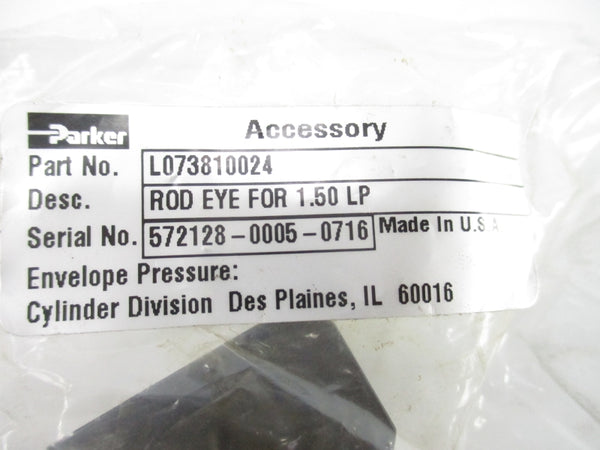 Parker Accessory
Part No. L073810024
Desc. ROD EYE FOR 1.50 LP
Serial No. 572128-0005-0716 Made In U.S.A
Envelope Pressure:
Cylinder Division Des Plaines, IL 60016